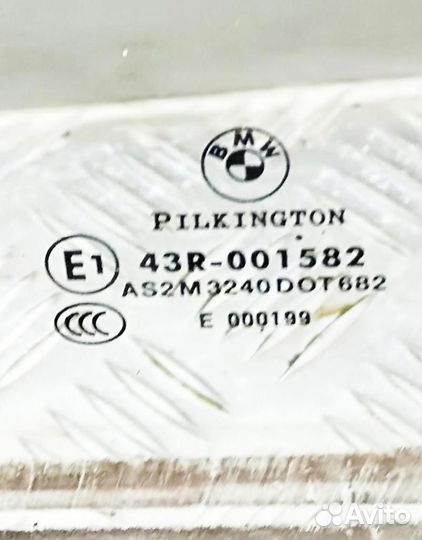 BMW
PILKINGTON
E1 43R-001582
AS2M3240DOT682
CCC E 000199
Avito